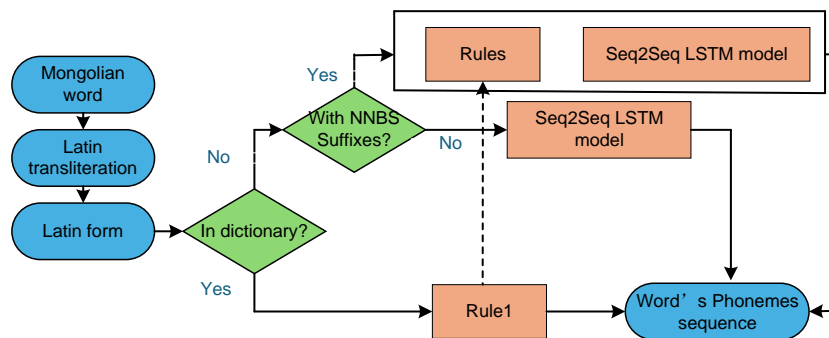 Mongolian
word
Latin
transliteration
Latin form
In dictionary?
No
Yes
With NNBS
Suffixes?
Yes
No
Rules
Seq2Seq LSTM model
Seq2Seq LSTM
model
Rule1
Word’s Phonemes
sequence